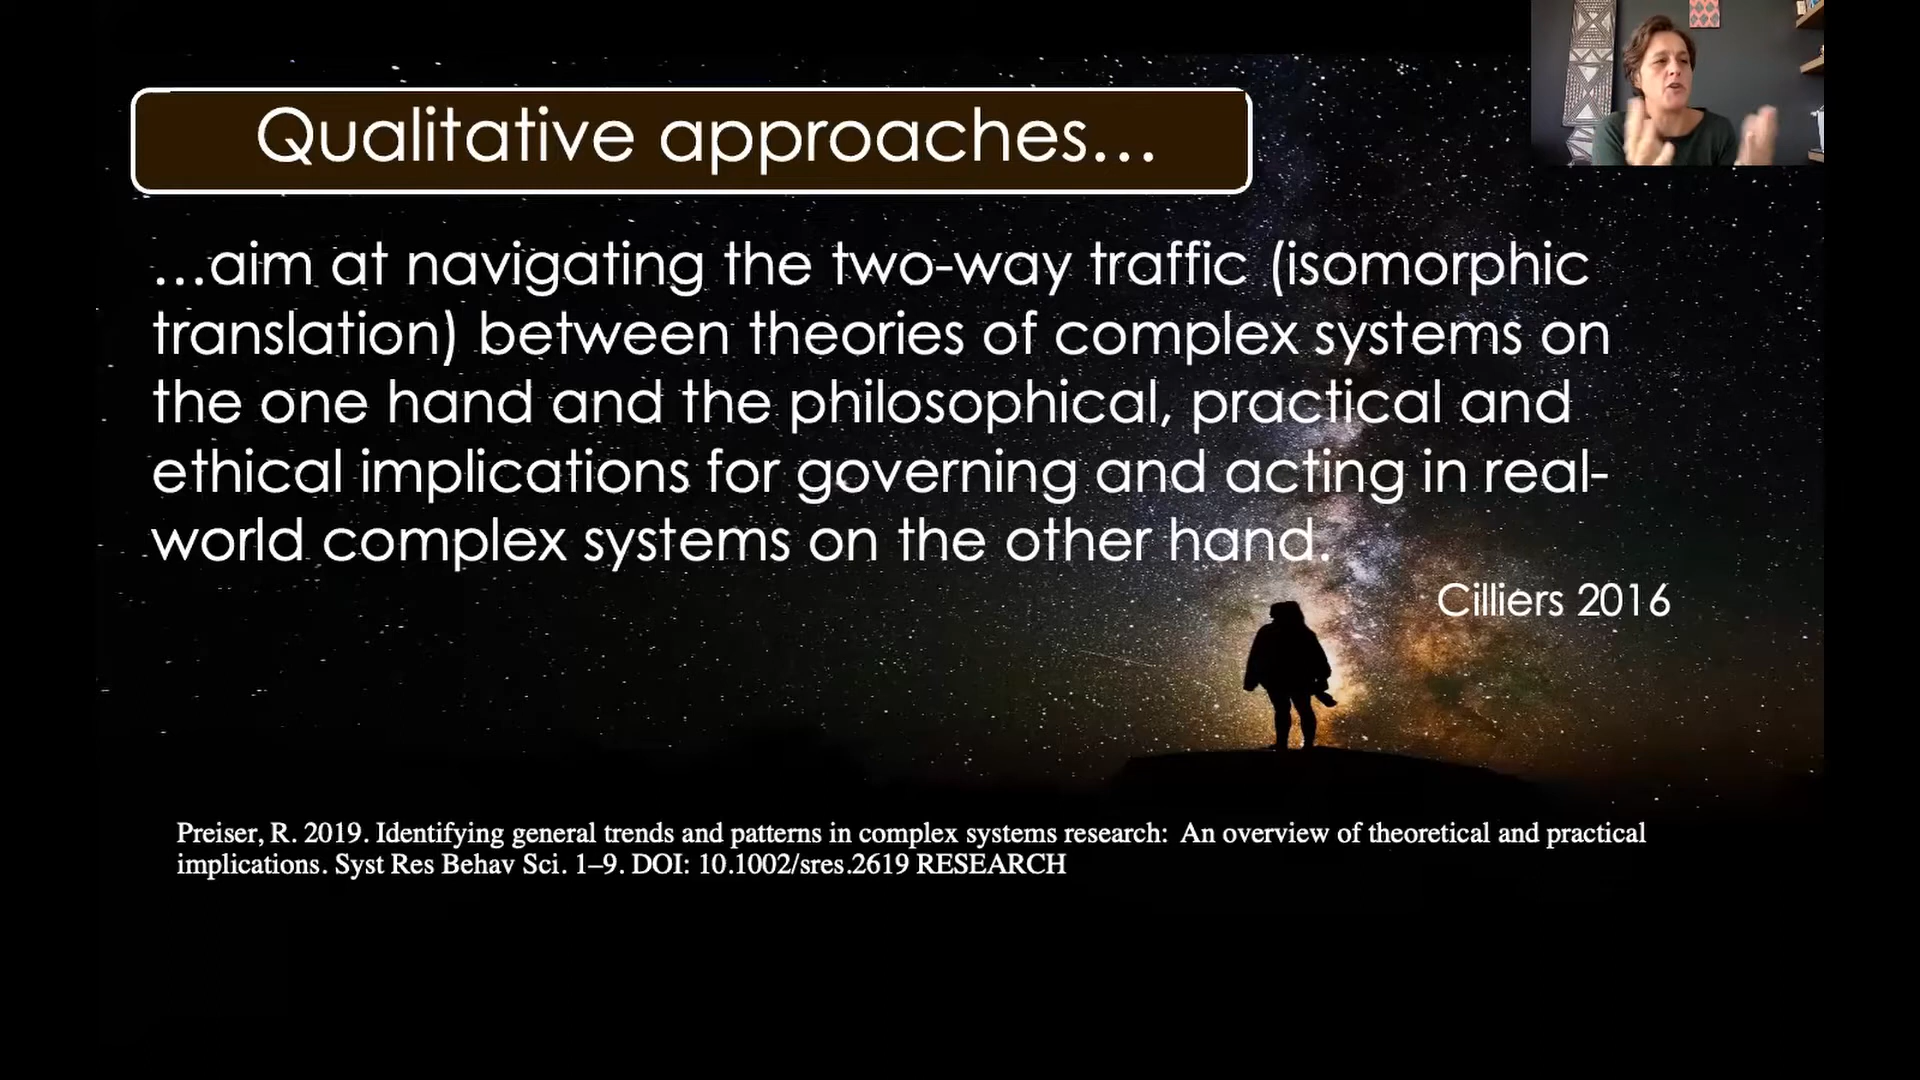 Qualitative approaches…
…aim at navigating the two-way traffic (isomorphic
translation) between theories of complex systems on
the one hand and the philosophical, practical and
ethical implications for governing and acting in real-
world complex systems on the other hand.
Cilliers 2016
Preiser, R. 2019. Identifying general trends and patterns in complex systems research: An overview of theoretical and practical
implications. Syst Res Behav Sci. 1–9. DOI: 10.1002/sres.2619 RESEARCH